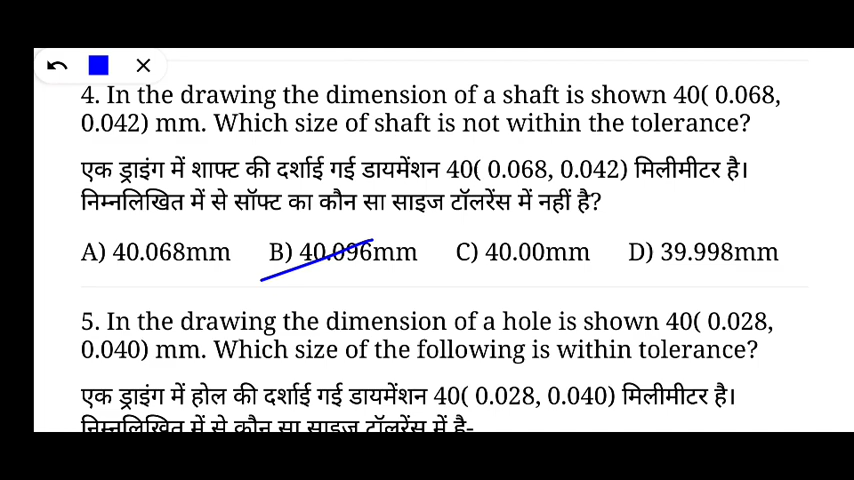 4. In the drawing the dimension of a shaft is shown 40( 0.068,
0.042) mm. Which size of shaft is not within the tolerance?
एक ड्राइंग में शाफ्ट की दर्शाई गई डायमेंशन 40( 0.068, 0.042) मिलीमीटर है।
निम्नलिखित में से सॉफ्ट का कौन सा साइज टॉलरेंस में नहीं है?
A) 40.068mm B) 40.096mm C) 40.00mm D) 39.998mm
5. In the drawing the dimension of a hole is shown 40( 0.028,
0.040) mm. Which size of the following is within tolerance?
एक ड्राइंग में होल की दर्शाई गई डायमेंशन 40( 0.028, 0.040) मिलीमीटर है।
निम्नलिखित में से कौन सा साइज टॉलरेंस में है-